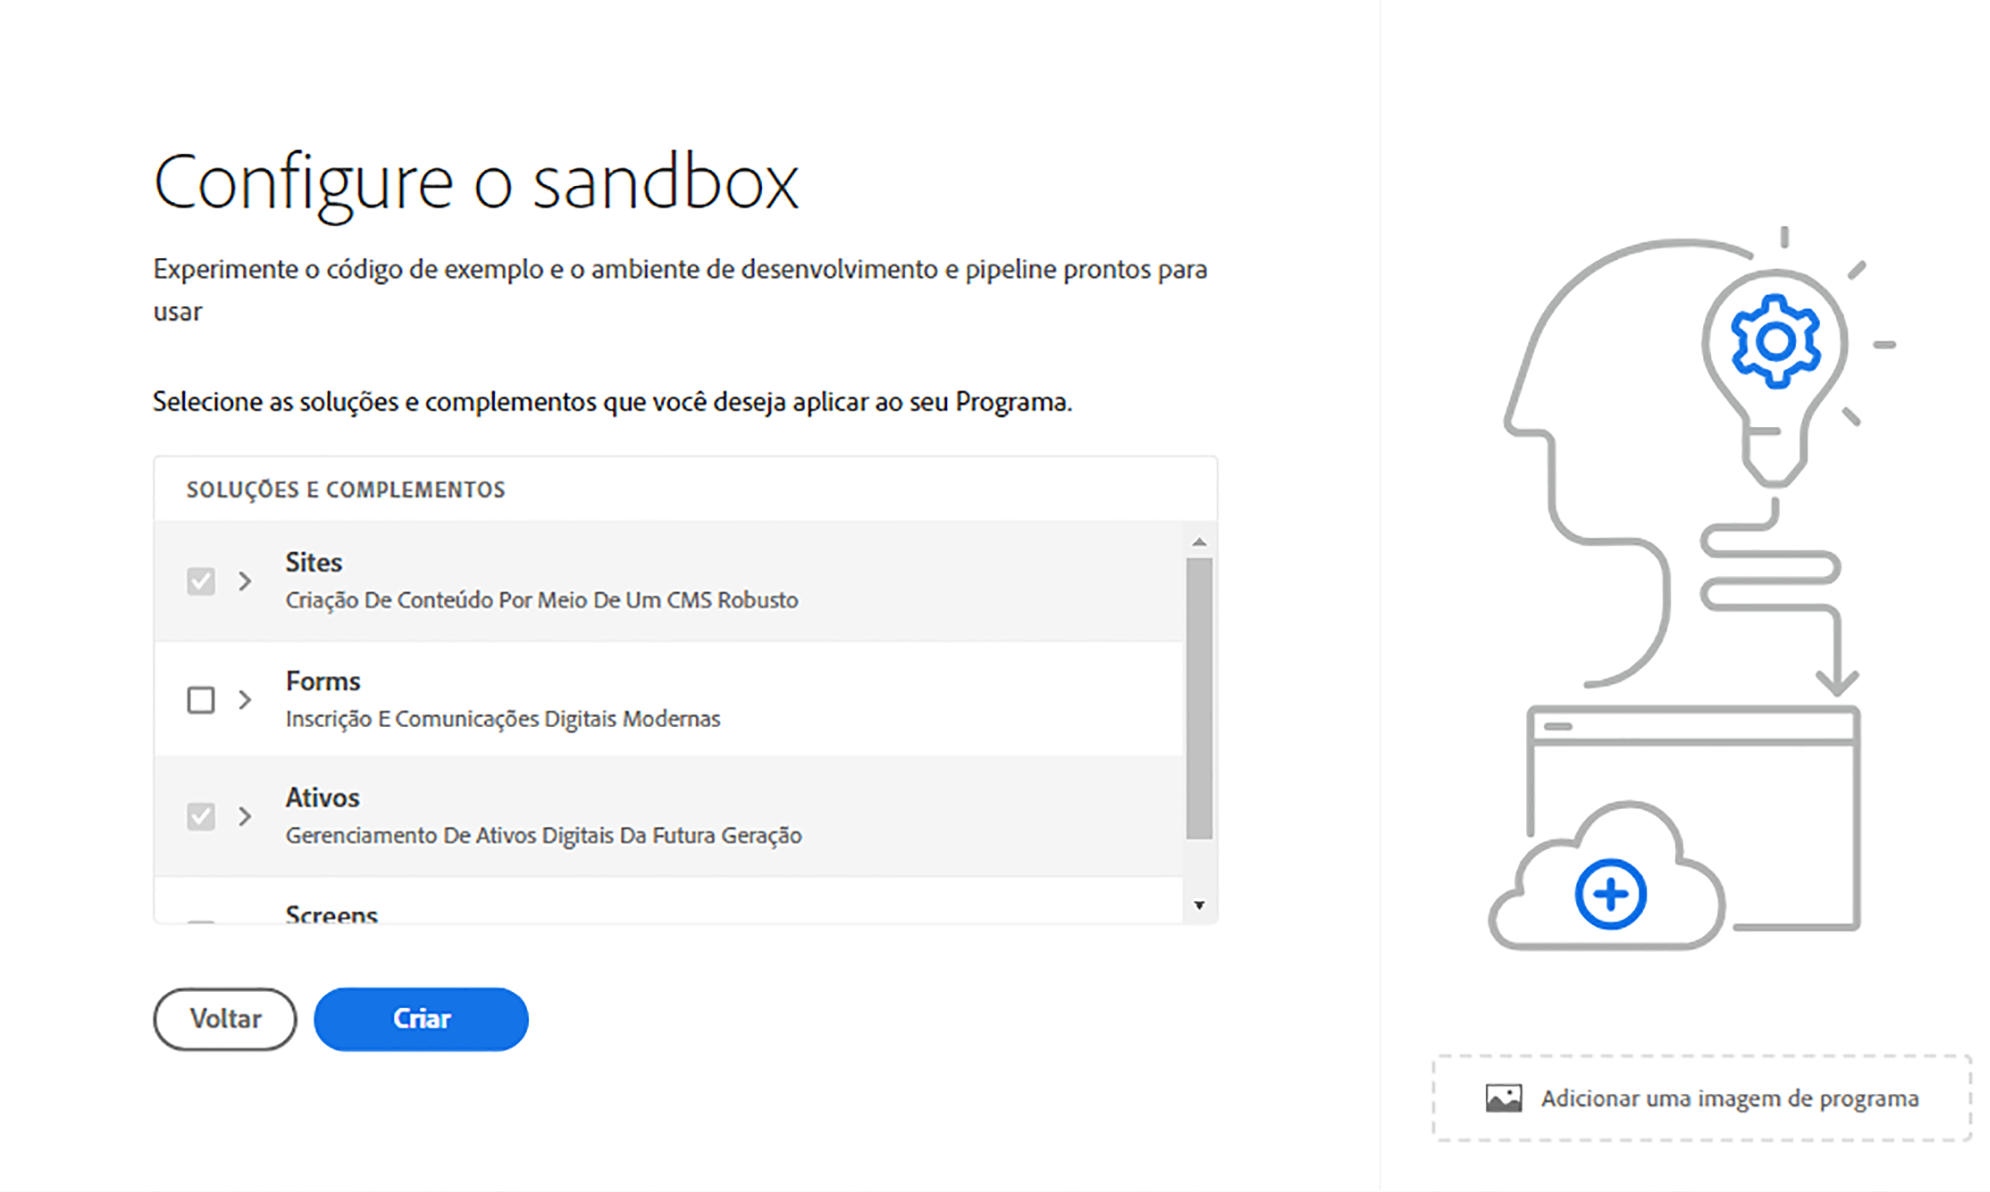 Configure o sandbox
Experimente o código de exemplo e o ambiente de desenvolvimento e pipeline prontos para
usar
Selecione as soluções e complementos que você deseja aplicar ao seu Programa.
SOLUÇÕES E COMPLEMENTOS
Sites
Criação De Conteúdo Por Meio De Um CMS Robusto
Forms
Inscrição E Comunicações Digitais Modernas
Ativos
Gerenciamento De Ativos Digitais Da Futura Geração
Screens
Voltar
Criar
Adicionar uma imagem de programa